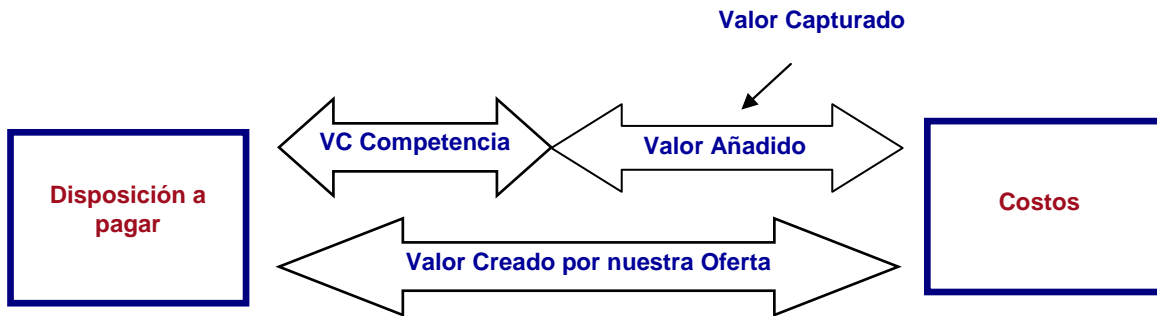 Valor Capturado
VC Competencia
Valor Añadido
Disposición a
pagar
Costos
Valor Creado por nuestra Oferta